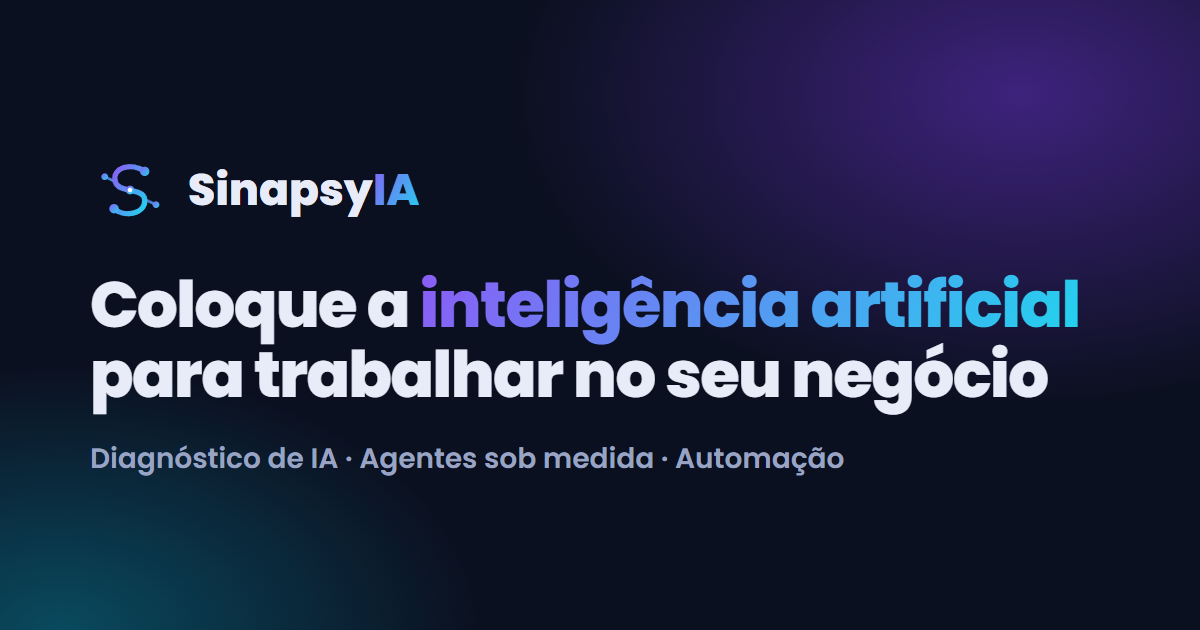 SinapsyIA
Coloque a inteligência artificial
para trabalhar no seu negócio
Diagnóstico de IA · Agentes sob medida · Automação